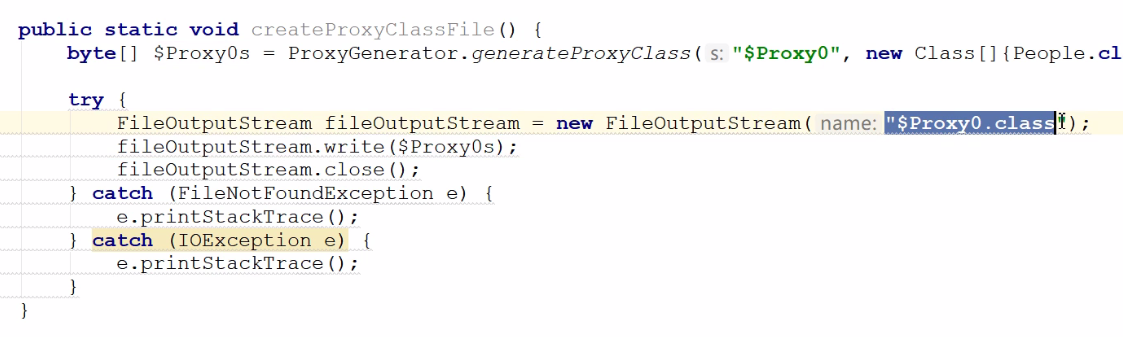 public static void createProxyClassFile() {
byte[] $Proxy0s = ProxyGenerator.generateProxyClass( s: "$Proxy0", new Class[]{People.cl
try {
FileOutputStream fileOutputStream = new FileOutputStream( name: "$Proxy0.class");
fileOutputStream.write($Proxy0s);
fileOutputStream.close();
} catch (FileNotFoundException e) {
e.printStackTrace();
} catch (IOException e) {
e.printStackTrace();
}
}